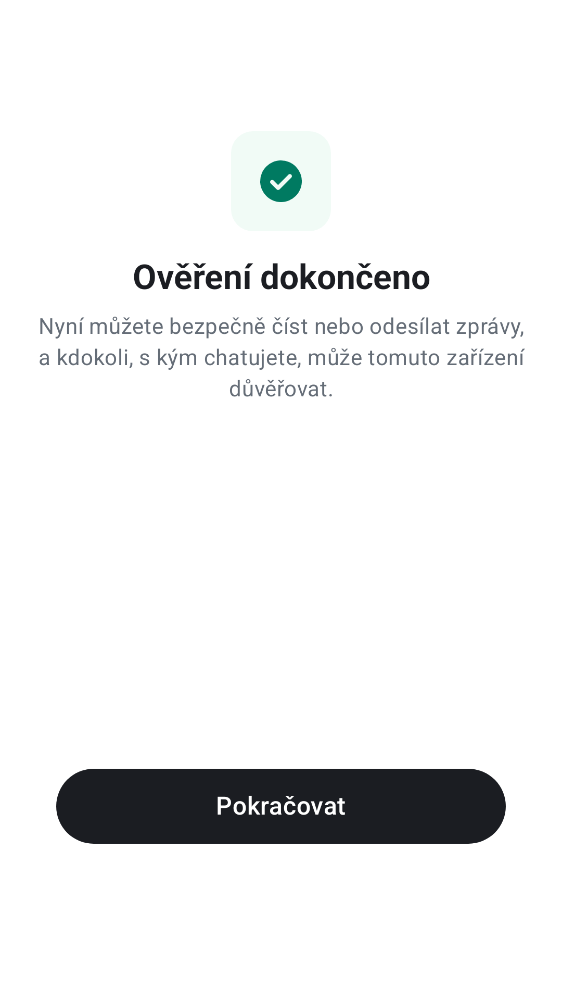 Ověření dokončeno
Nyní můžete bezpečně číst nebo odesílat zprávy,
a kdokoli, s kým chatujete, může tomuto zařízení
důvěřovat.
Pokračovat